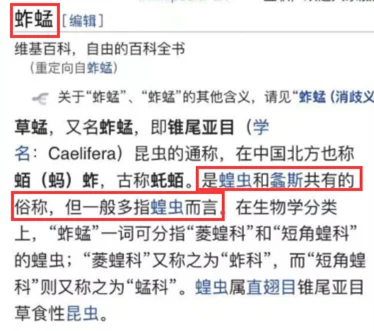 蚱蜢 [编辑]
维基百科，自由的百科全书
（重定向自蚱蜢）
关于“蚱蜢”、“蚱蜢”的其他含义，请见“蚱蜢 (消歧义
草蜢，又名蚱蜢，即锥尾亚目（学
名：Caelifera）昆虫的通称，在中国北方也称
蛨（蚂）蚱，古称虴蛨。是蝗虫和螽斯共有的
俗称，但一般多指蝗虫而言。在生物学分类
上，“蚱蜢”一词可分指“菱蝗科”和“短角蝗科”
的蝗虫；“菱蝗科”又称之为“蚱科”，而“短角蝗
科”则又称之为“蜢科”。蝗虫属直翅目锥尾亚目
草食性昆虫。